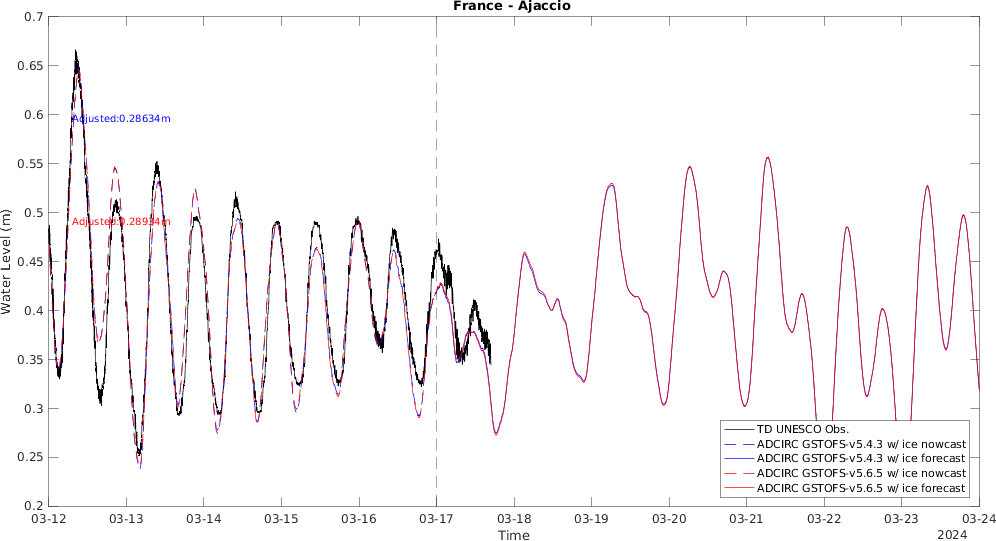 France - Ajaccio
0.7
0.65
0.6
0.55
0.5
0.45
0.4
0.35
0.3
0.25
0.2
Water Level (m)
Adjusted:0.28634m
Adjusted:0.28934m
TD UNESCO Obs.
ADCIRC GSTOFS-v5.4.3 w/ ice nowcast
ADCIRC GSTOFS-v5.4.3 w/ ice forecast
ADCIRC GSTOFS-v5.6.5 w/ ice nowcast
ADCIRC GSTOFS-v5.6.5 w/ ice forecast
03-12 03-13 03-14 03-15 03-16 03-17 03-18 03-19 03-20 03-21 03-22 03-23 03-24
Time
2024